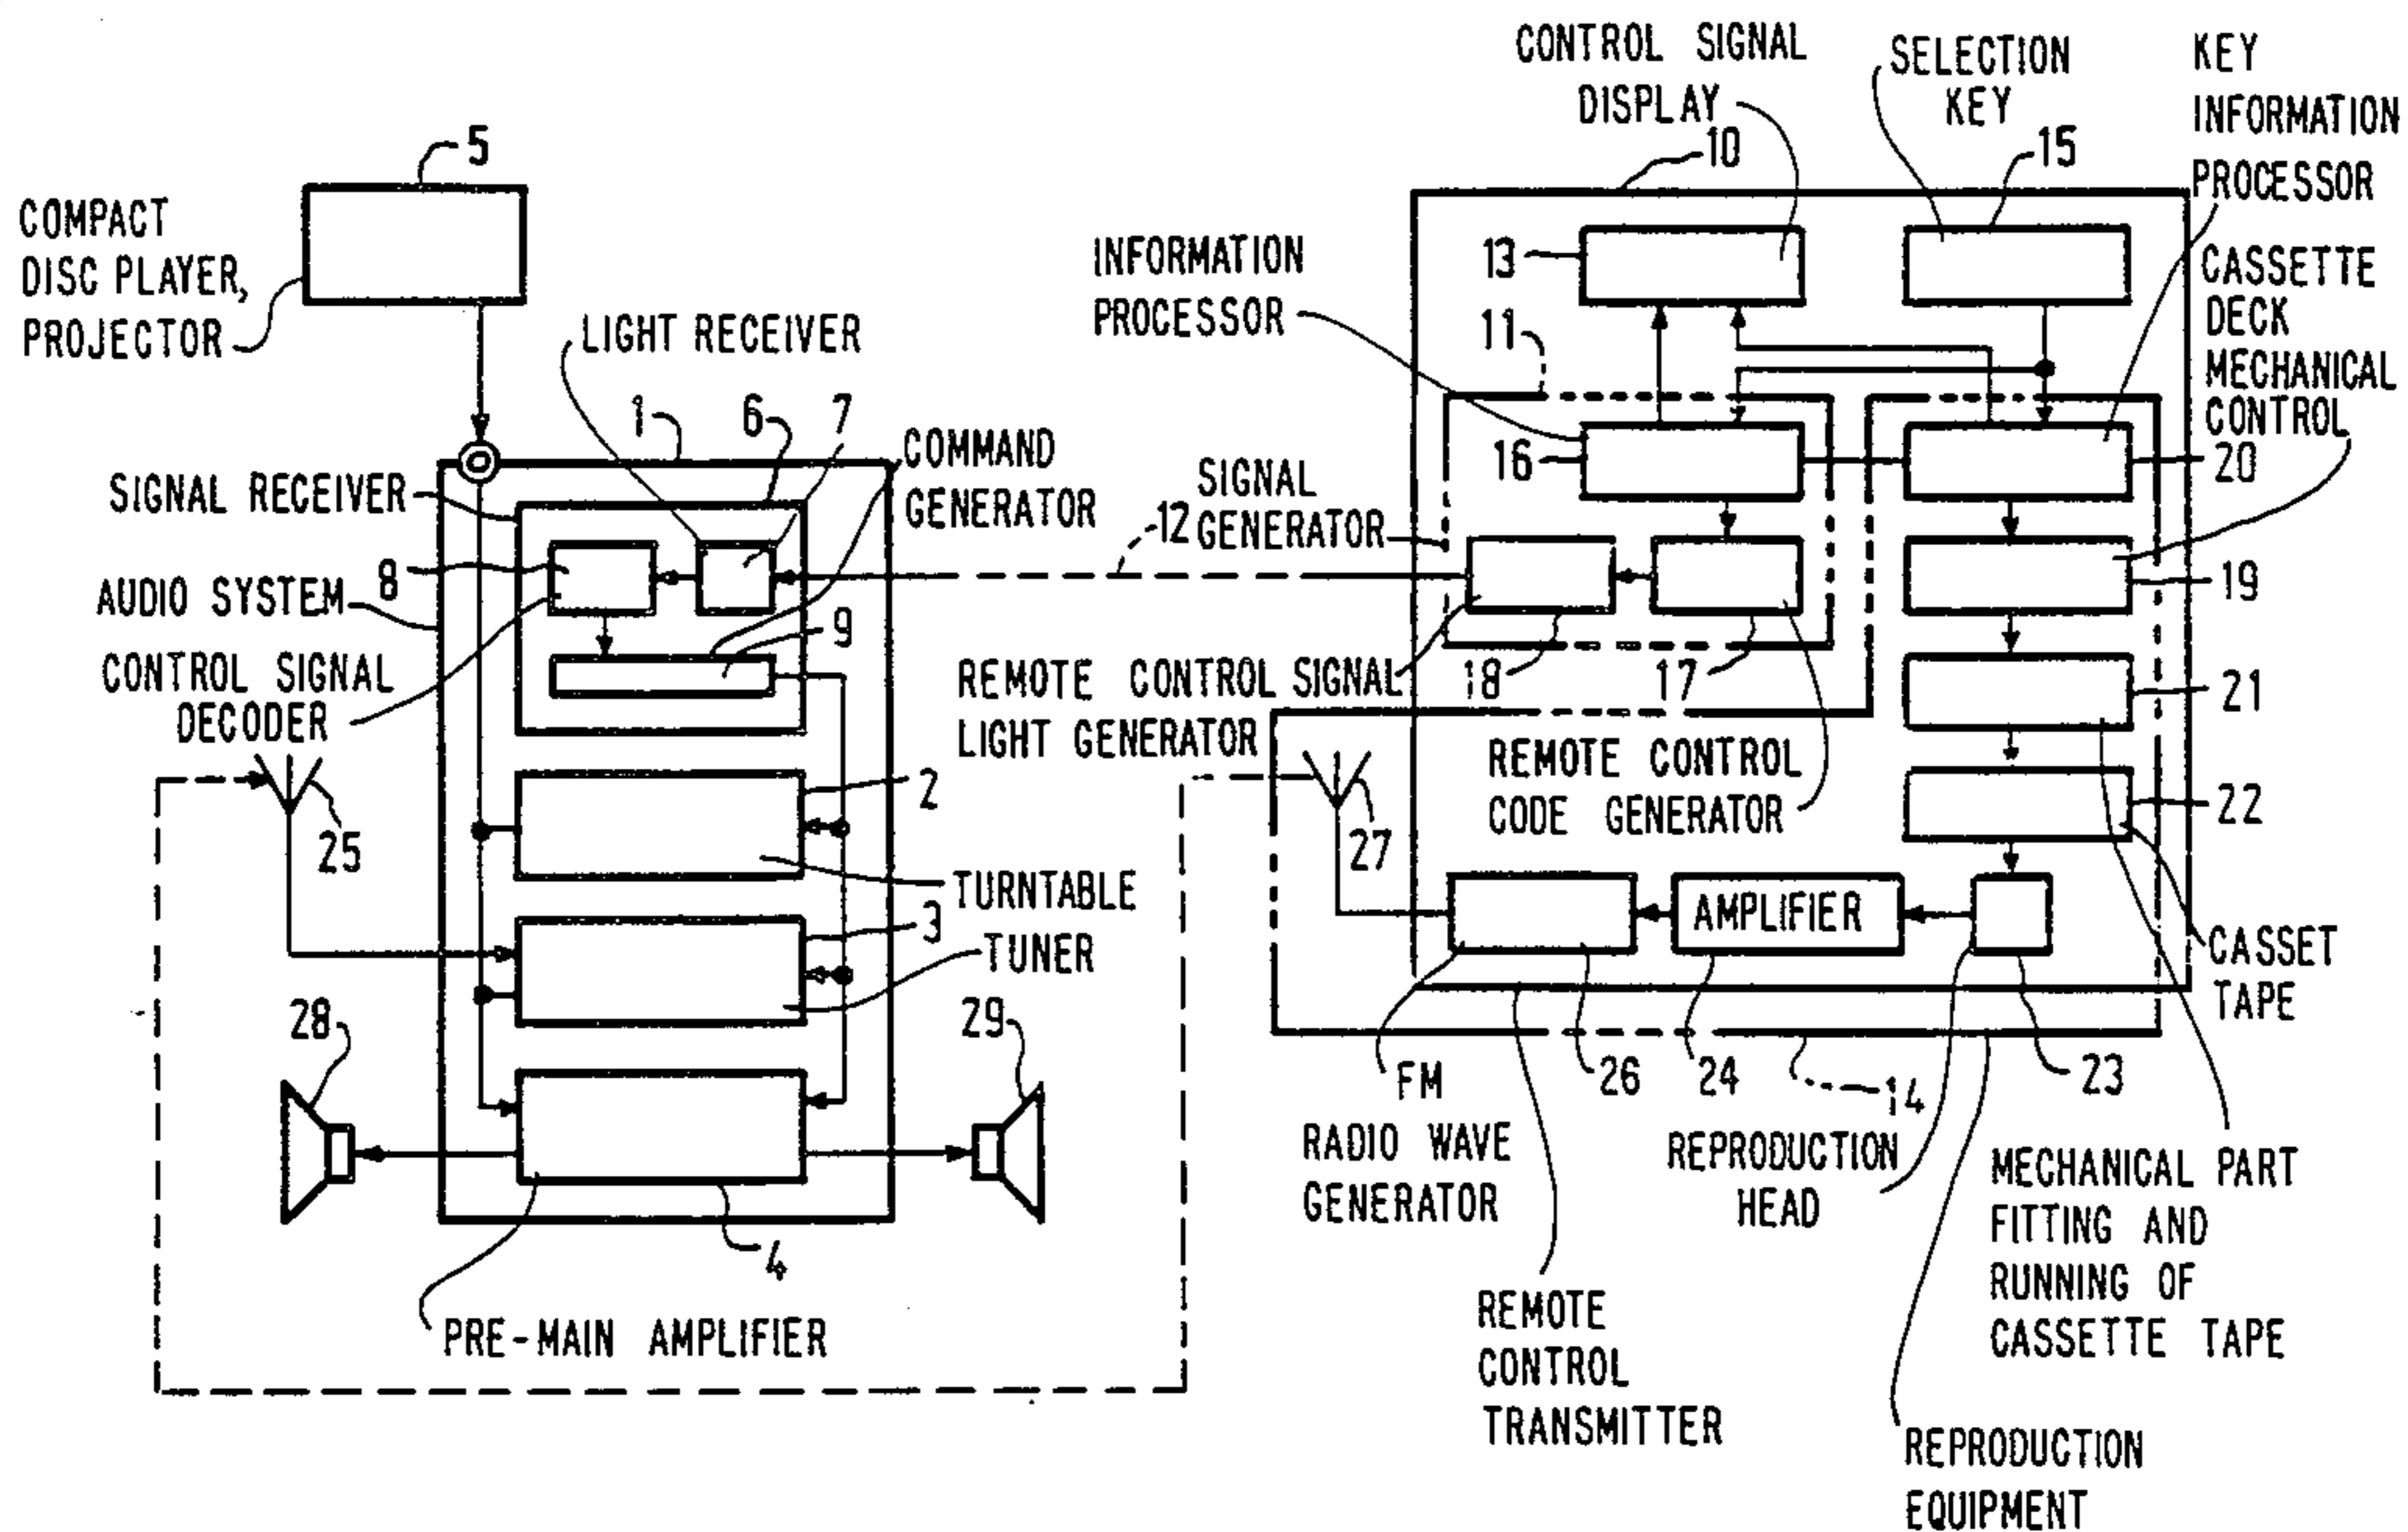 CONTROL SIGNAL
DISPLAY
SELECTION
KEY
KEY
INFORMATION
PROCESSOR
5
10
15
COMPACT
DISC PLAYER,
PROJECTOR
INFORMATION
PROCESSOR
13
CASSETTE
DECK
MECHANICAL
CONTROL
LIGHT RECEIVER
11
1
6
7
COMMAND
GENERATOR
SIGNAL RECEIVER
16
20
12
SIGNAL
GENERATOR
8
19
AUDIO SYSTEM
9
CONTROL SIGNAL
DECODER
REMOTE CONTROL SIGNAL
LIGHT GENERATOR
18
17
21
REMOTE CONTROL
CODE GENERATOR
2
22
25
27
TURNTABLE
3
TUNER
AMPLIFIER
CASSET
TAPE
28
29
FM
RADIO WAVE
GENERATOR
26
24
14
23
REPRODUCTION
HEAD
MECHANICAL PART
FITTING AND
RUNNING OF
CASSETTE TAPE
4
PRE-MAIN AMPLIFIER
REMOTE
CONTROL
TRANSMITTER
REPRODUCTION
EQUIPMENT